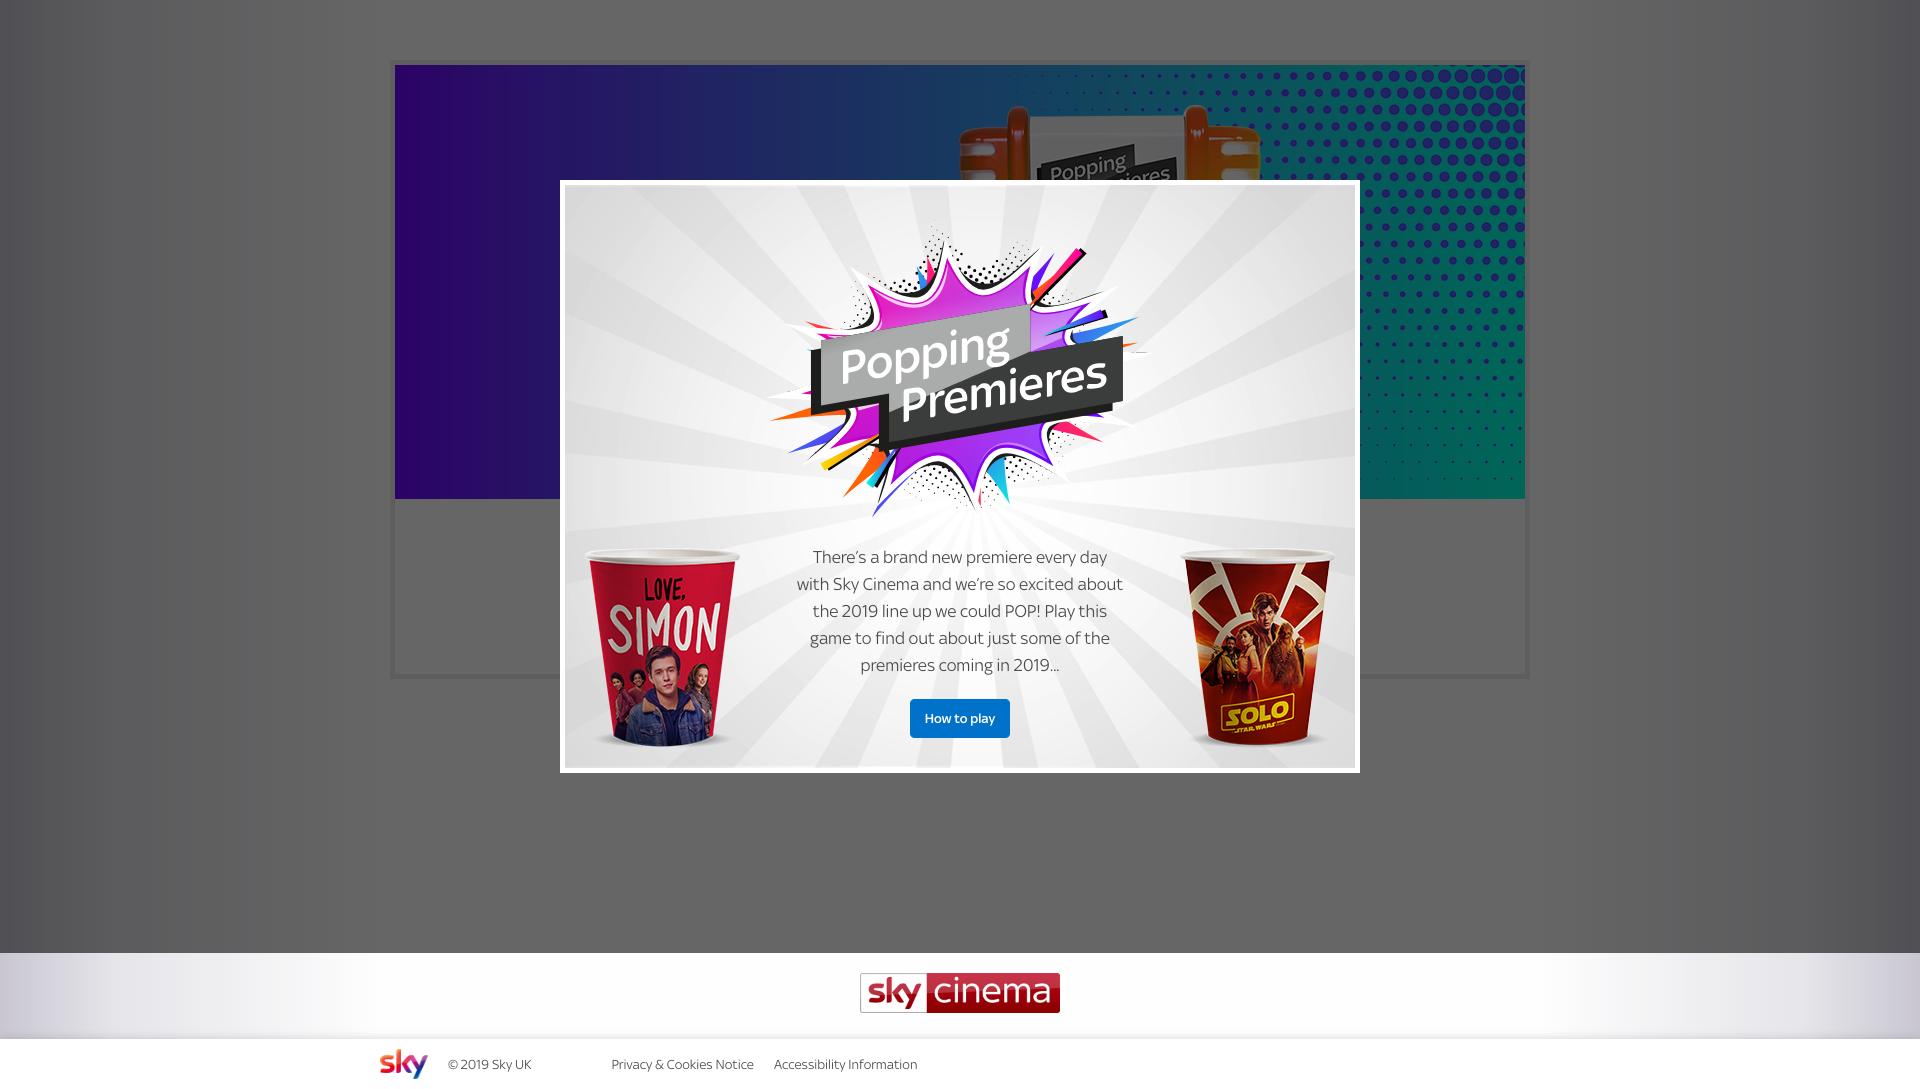 Popping
Premieres
Popping
Premieres
There's a brand new premiere every day
with Sky Cinema and we're so excited about
the 2019 line up we could POP! Play this
game to find out about just some of the
premieres coming in 2019...
LOVE,
SIMON
SOLO
STAR WARS
How to play
sky cinema
sky © 2019 Sky UK Privacy & Cookies Notice Accessibility Information